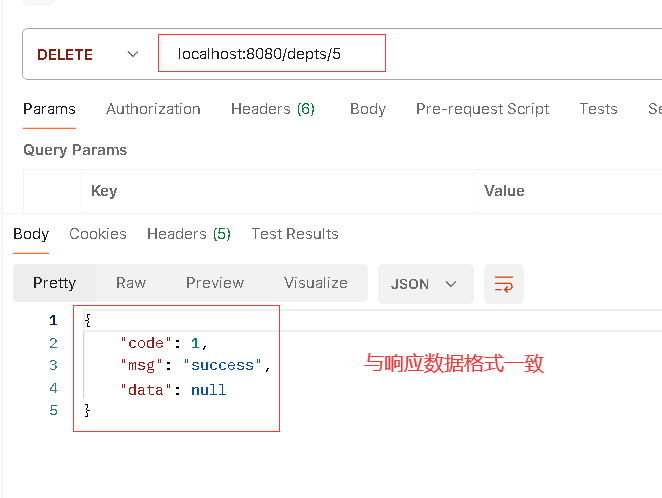 DELETE localhost:8080/depts/5
Params Authorization Headers (6) Body Pre-request Script Tests Se
Query Params
Key Value
Body Cookies Headers (5) Test Results
Pretty Raw Preview Visualize JSON
1 {
2 "code": 1,
3 "msg": "success",
4 "data": null
5 }
与响应数据格式一致